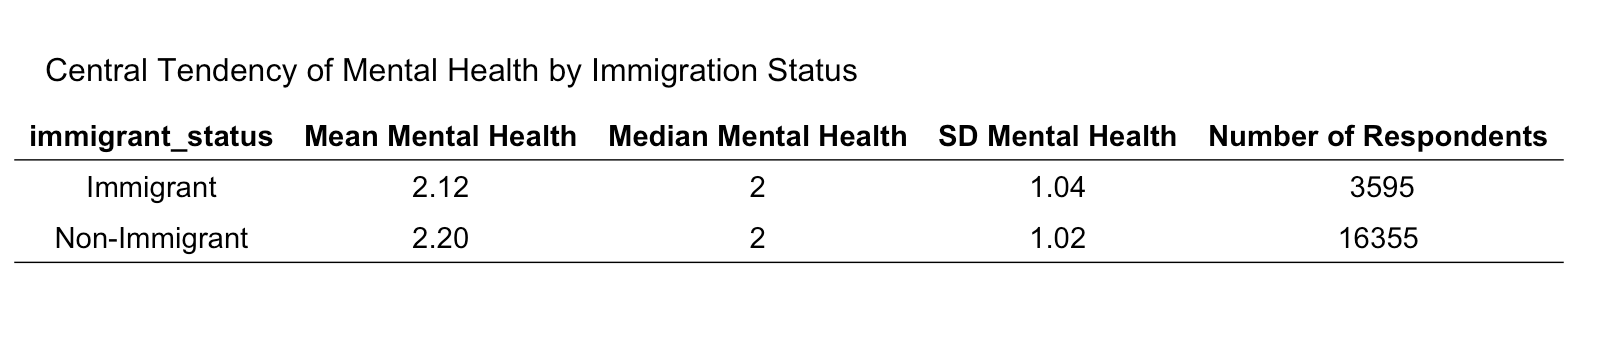 Central Tendency of Mental Health by Immigration Status
immigrant_status Mean Mental Health Median Mental Health SD Mental Health Number of Respondents
Immigrant 2.12 2 1.04 3595
Non-Immigrant 2.20 2 1.02 16355